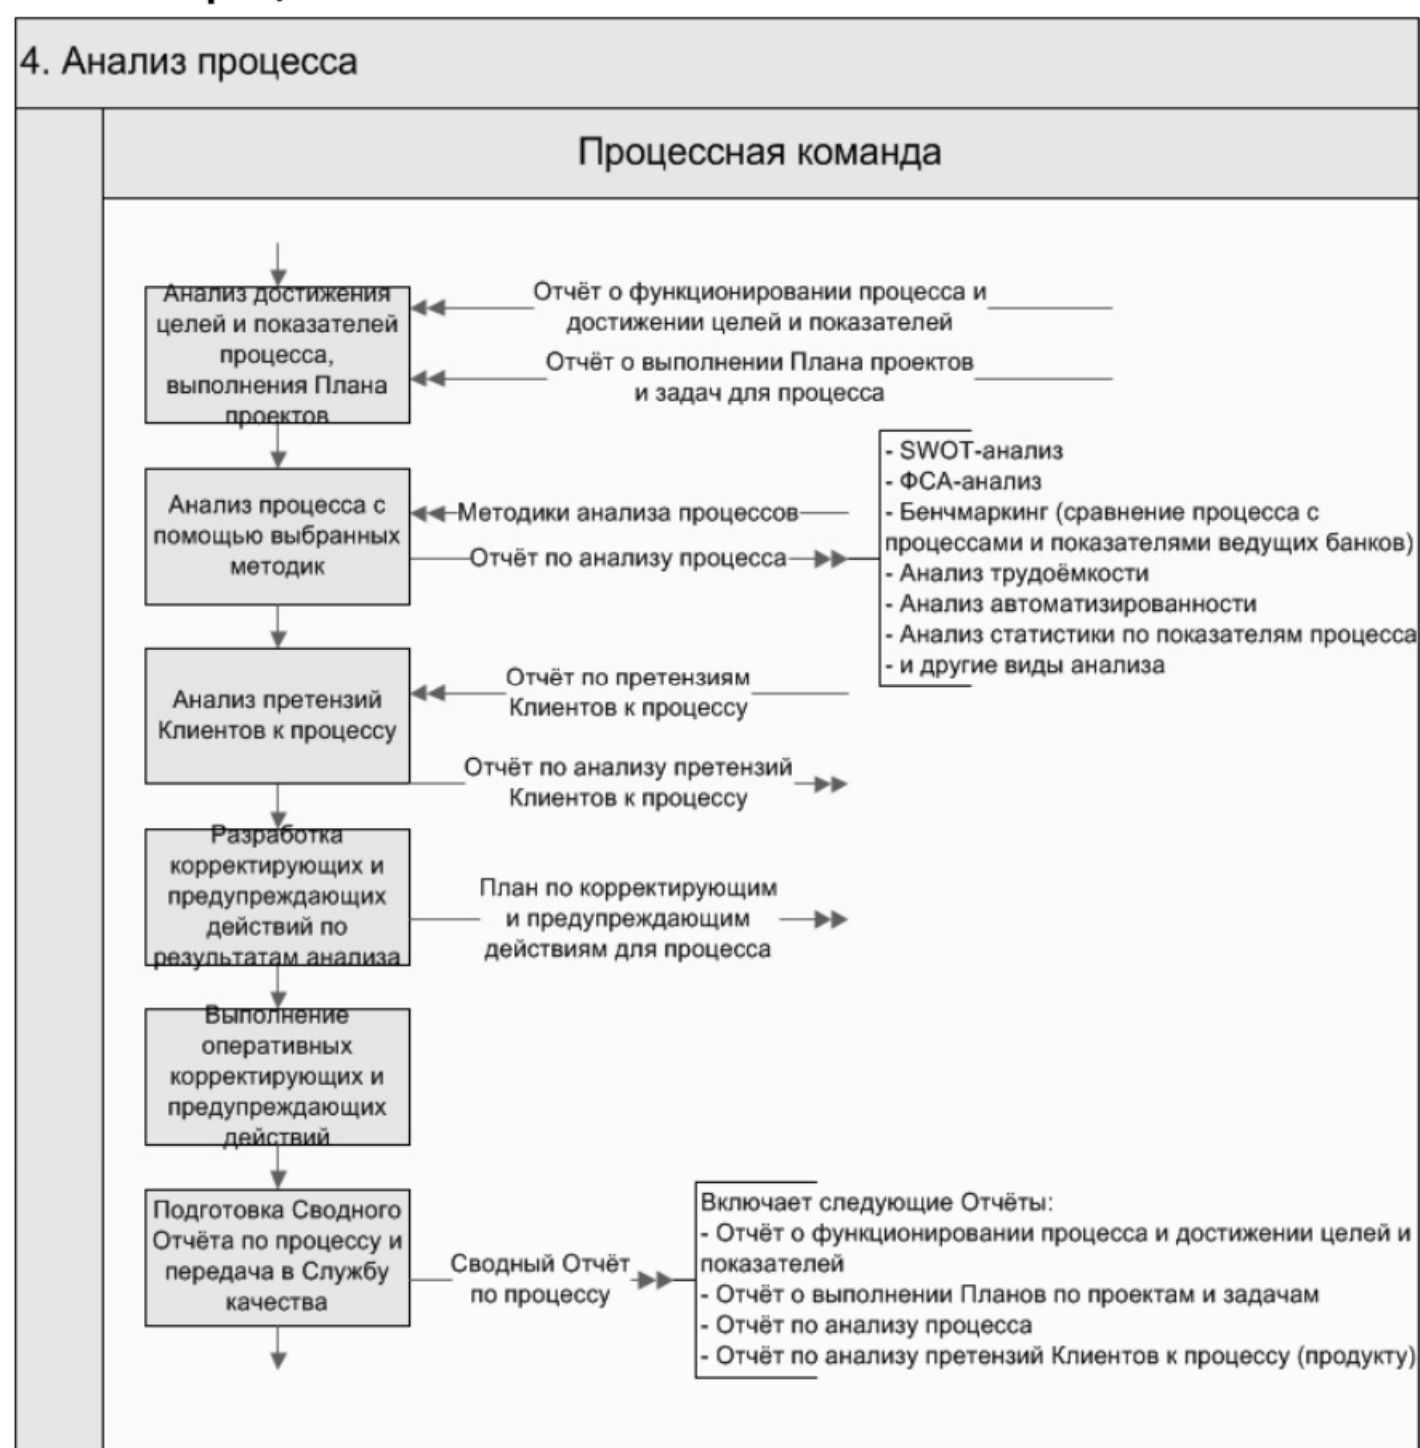 4. Анализ процесса
Процессная команда
Анализ достижения
целей и показателей
процесса,
выполнения Плана
проектов
Отчёт о функционировании процесса и
достижении целей и показателей
Отчёт о выполнении Плана проектов
и задач для процесса
Анализ процесса с
помощью выбранных
методик
Методики анализа процессов
Отчёт по анализу процесса
- SWOT-анализ
- ФСА-анализ
- Бенчмаркинг (сравнение процесса с
процессами и показателями ведущих банков)
- Анализ трудоёмкости
- Анализ автоматизированности
- Анализ статистики по показателям процесса
- и другие виды анализа
Анализ претензий
Клиентов к процессу
Отчёт по претензиям
Клиентов к процессу
Отчёт по анализу претензий
Клиентов к процессу
Разработка
корректирующих и
предупреждающих
действий по
результатам анализа
План по корректирующим
и предупреждающим
действиям для процесса
Выполнение
оперативных
корректирующих и
предупреждающих
действий
Подготовка Сводного
Отчёта по процессу и
передача в Службу
качества
Сводный Отчёт
по процессу
Включает следующие Отчёты:
- Отчёт о функционировании процесса и достижении целей и
показателей
- Отчёт о выполнении Планов по проектам и задачам
- Отчёт по анализу процесса
- Отчёт по анализу претензий Клиентов к процессу (продукту)